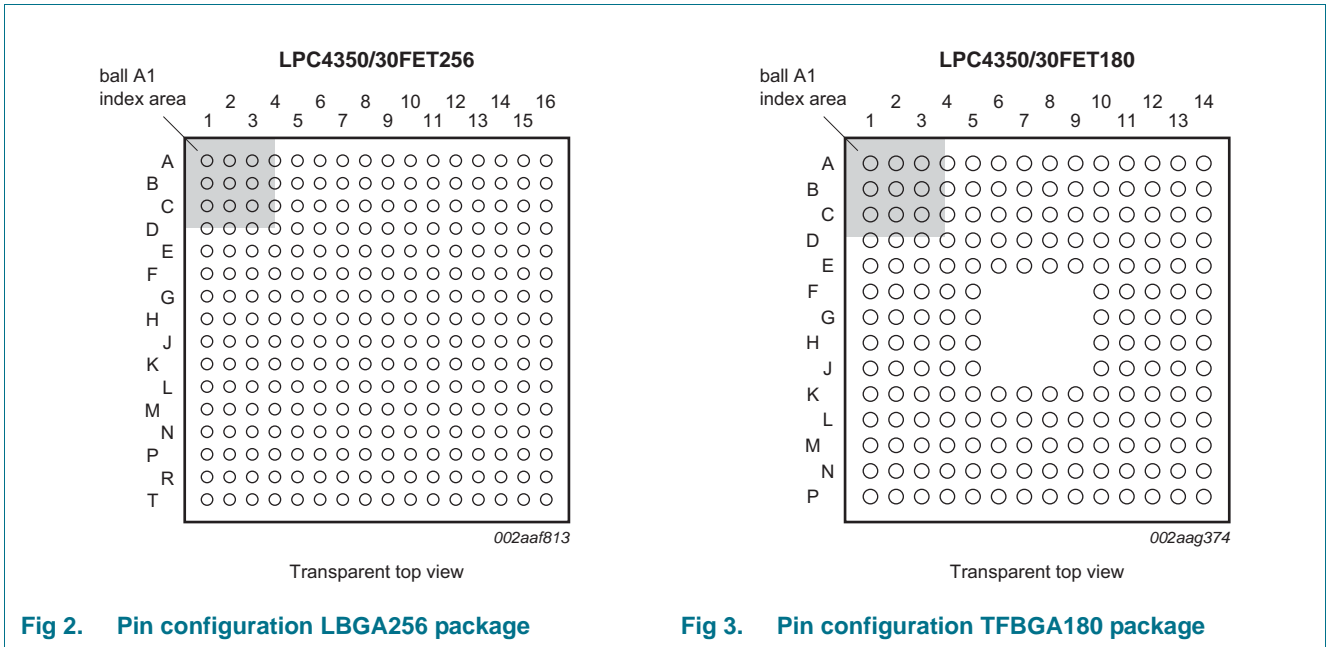 LPC4350/30FET256
ball A1
index area
2 4 6 8 10 12 14 16
1 3 5 7 9 11 13 15
A
B
C
D
E
F
G
H
J
K
L
M
N
P
R
T
002aaf813
Transparent top view
Fig 2. Pin configuration LBGA256 package
LPC4350/30FET180
ball A1
index area
2 4 6 8 10 12 14
1 3 5 7 9 11 13
A
B
C
D
E
F
G
H
J
K
L
M
N
P
002aag374
Transparent top view
Fig 3. Pin configuration TFBGA180 package